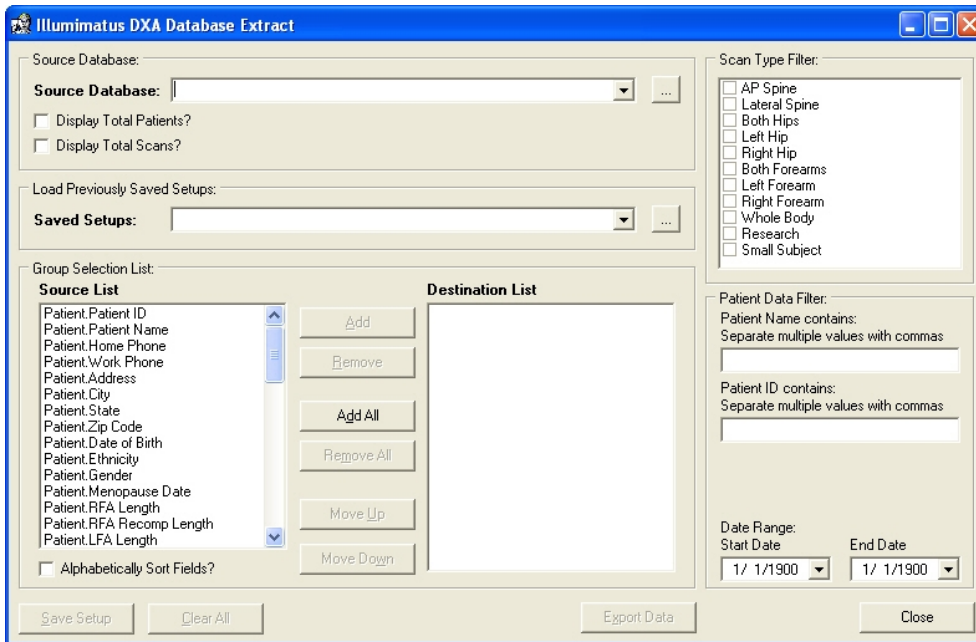 Illumimatus DXA Database Extract
Source Database:
Source Database:
...
Display Total Patients?
Display Total Scans?
Load Previously Saved Setups:
Saved Setups:
...
Group Selection List:
Source List
Patient.Patient ID
Patient.Patient Name
Patient.Home Phone
Patient.Work Phone
Patient.Address
Patient.City
Patient.State
Patient.Zip Code
Patient.Date of Birth
Patient.Ethnicity
Patient.Gender
Patient.Menopause Date
Patient.RFA Length
Patient.RFA Recomp Length
Patient.LFA Length
Alphabetically Sort Fields?
Add
Remove
Add All
Remove All
Move Up
Move Down
Destination List
Scan Type Filter:
AP Spine
Lateral Spine
Both Hips
Left Hip
Right Hip
Both Forearms
Left Forearm
Right Forearm
Whole Body
Research
Small Subject
Patient Data Filter:
Patient Name contains:
Separate multiple values with commas
Patient ID contains:
Separate multiple values with commas
Date Range:
Start Date End Date
1/ 1/1900 1/ 1/1900
Save Setup Clear All Export Data Close